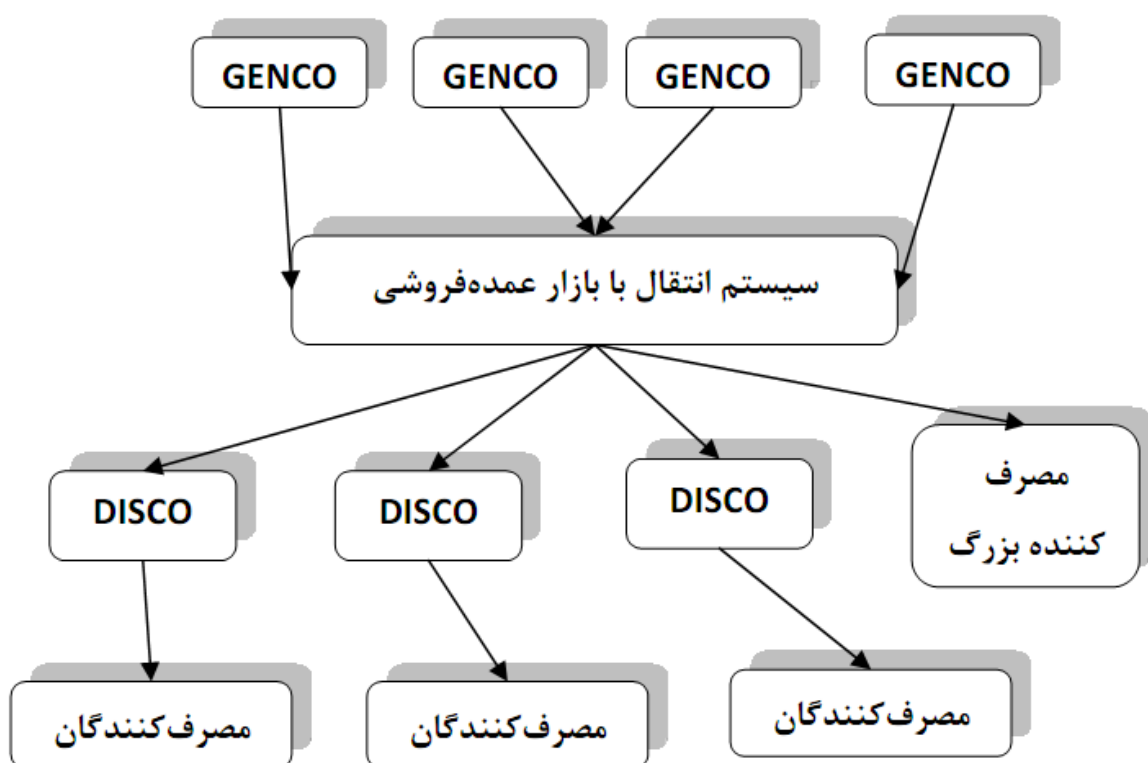 GENCO
GENCO
GENCO
GENCO
سیستم انتقال با بازار عمده‌فروشی
DISCO
DISCO
DISCO
مصرف
کننده بزرگ
مصرف‌کنندگان
مصرف‌کنندگان
مصرف‌کنندگان